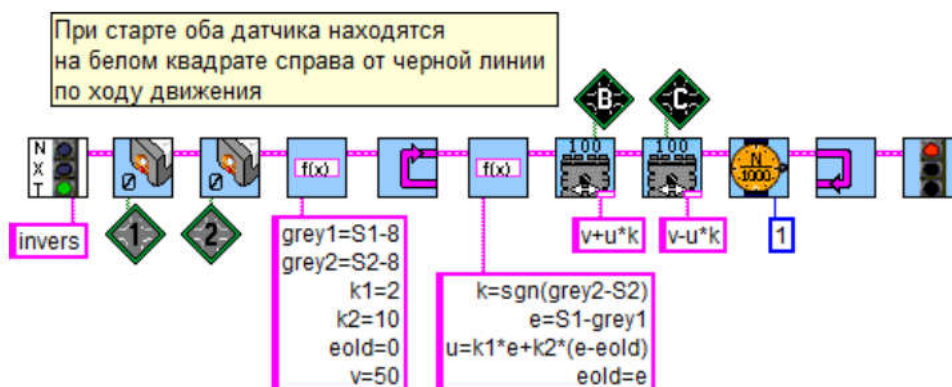 При старте оба датчика находятся
на белом квадрате справа от черной линии
по ходу движения
B
C
N
X
T
0
0
f(x)
f(x)
100
100
N
1000
1
2
invers
v+u*k
v-u*k
1
grey1=S1-8
grey2=S2-8
k1=2
k2=10
eold=0
v=50
k=sgn(grey2-S2)
e=S1-grey1
u=k1*e+k2*(e-eold)
eold=e